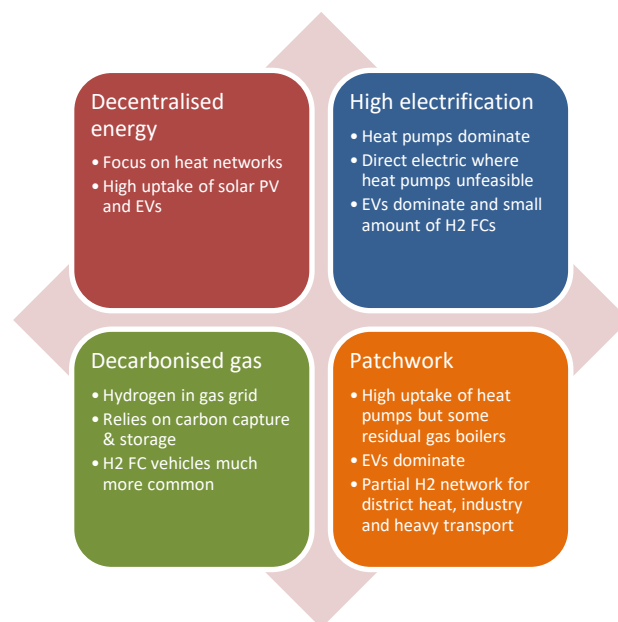 Decentralised
energy
• Focus on heat networks
• High uptake of solar PV
and EVs
High electrification
• Heat pumps dominate
• Direct electric where
heat pumps unfeasible
• EVs dominate and small
amount of H2 FCs
Decarbonised gas
• Hydrogen in gas grid
• Relies on carbon capture
& storage
• H2 FC vehicles much
more common
Patchwork
• High uptake of heat
pumps but some
residual gas boilers
• EVs dominate
• Partial H2 network for
district heat, industry
and heavy transport